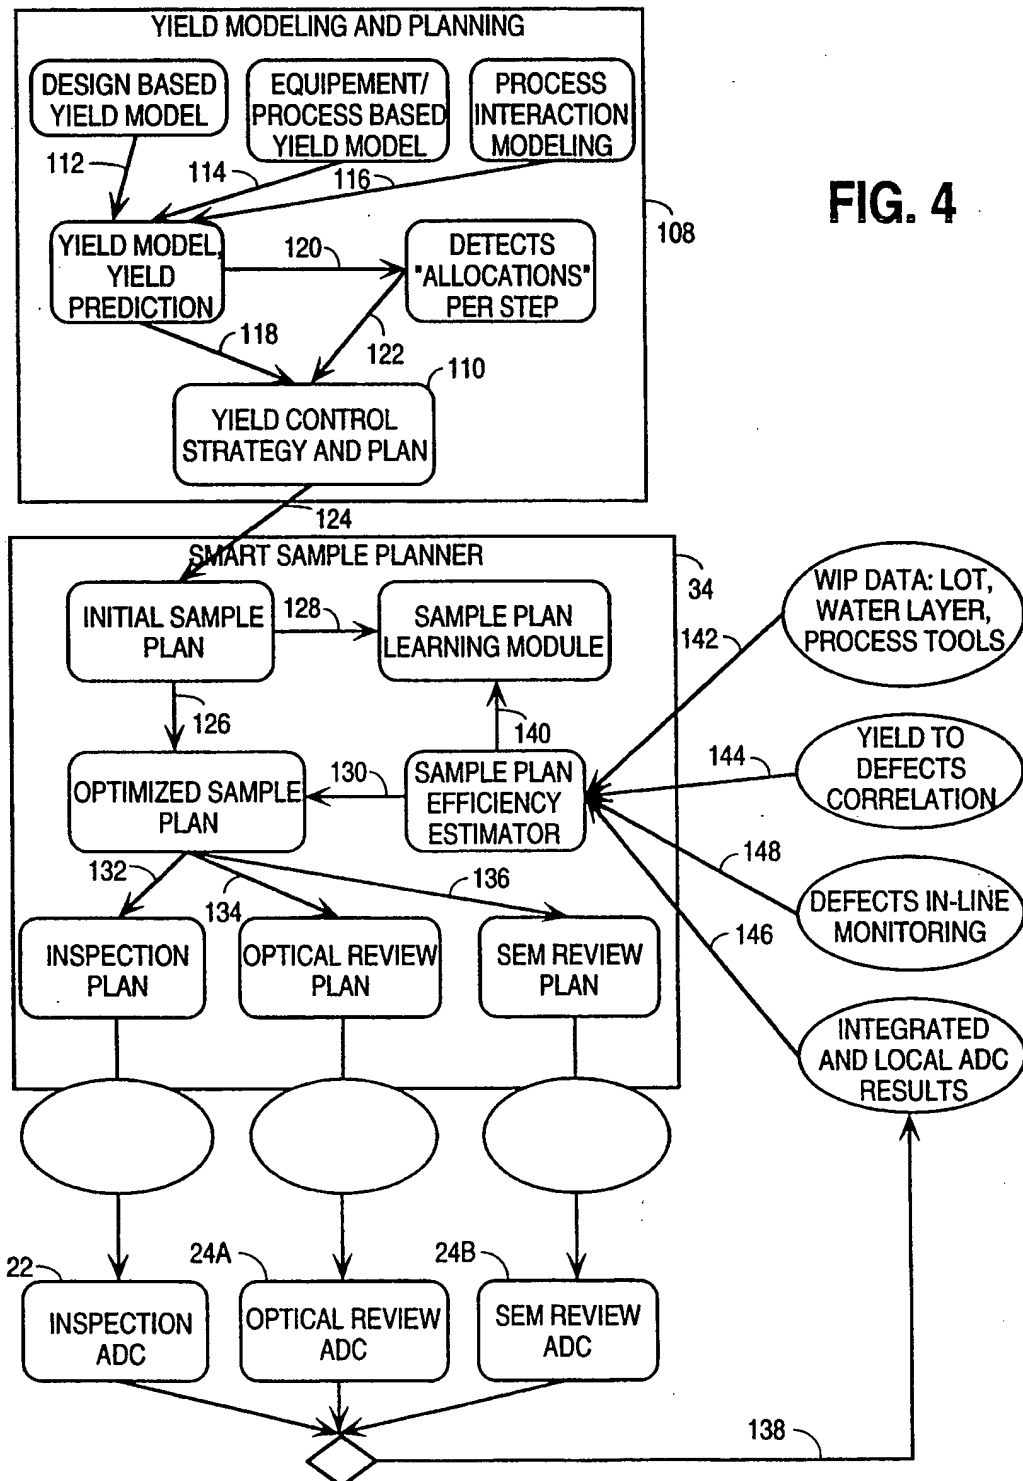 YIELD MODELING AND PLANNING
DESIGN BASED
YIELD MODEL
EQUIPEMENT/
PROCESS BASED
YIELD MODEL
PROCESS
INTERACTION
MODELING
112
114
116
FIG. 4
108
YIELD MODEL,
YIELD
PREDICTION
120
DETECTS
"ALLOCATIONS"
PER STEP
118
122
110
YIELD CONTROL
STRATEGY AND PLAN
124
SMART SAMPLE PLANNER
34
INITIAL SAMPLE
PLAN
128
SAMPLE PLAN
LEARNING MODULE
WIP DATA: LOT,
WATER LAYER,
PROCESS TOOLS
142
126
140
OPTIMIZED SAMPLE
PLAN
130
SAMPLE PLAN
EFFICIENCY
ESTIMATOR
144
YIELD TO
DEFECTS
CORRELATION
132
134
136
148
DEFECTS IN-LINE
MONITORING
146
INSPECTION
PLAN
OPTICAL REVIEW
PLAN
SEM REVIEW
PLAN
INTEGRATED
AND LOCAL ADC
RESULTS
22
24A
24B
INSPECTION
ADC
OPTICAL REVIEW
ADC
SEM REVIEW
ADC
138